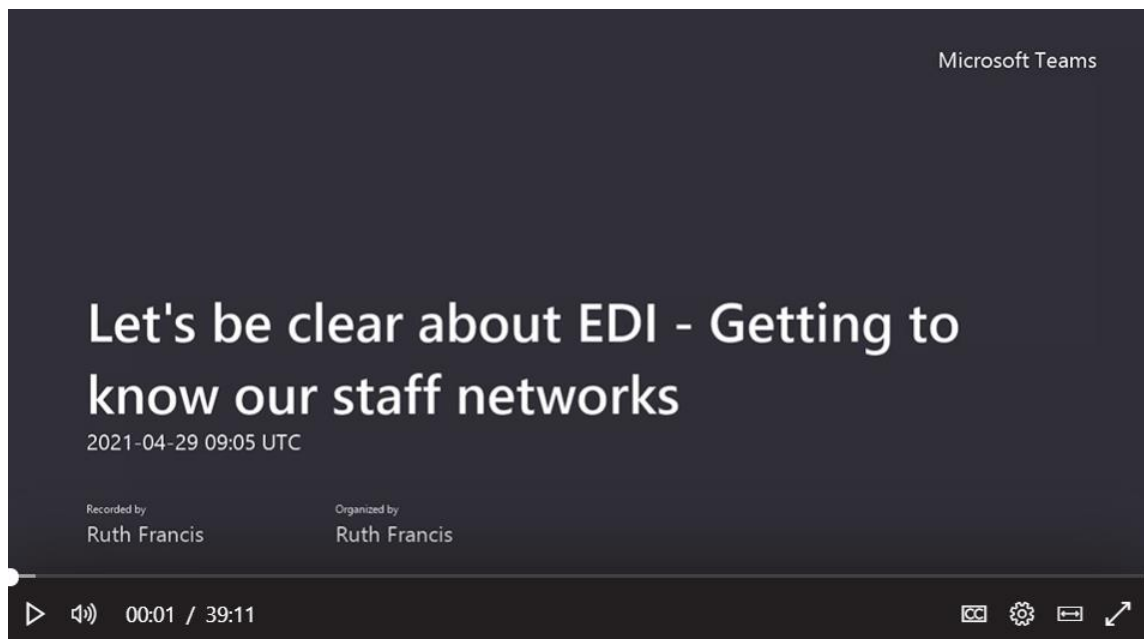 Microsoft Teams
Let's be clear about EDI - Getting to
know our staff networks
2021-04-29 09:05 UTC
Recorded by
Organized by
Ruth Francis
Ruth Francis
00:01 / 39:11
CC